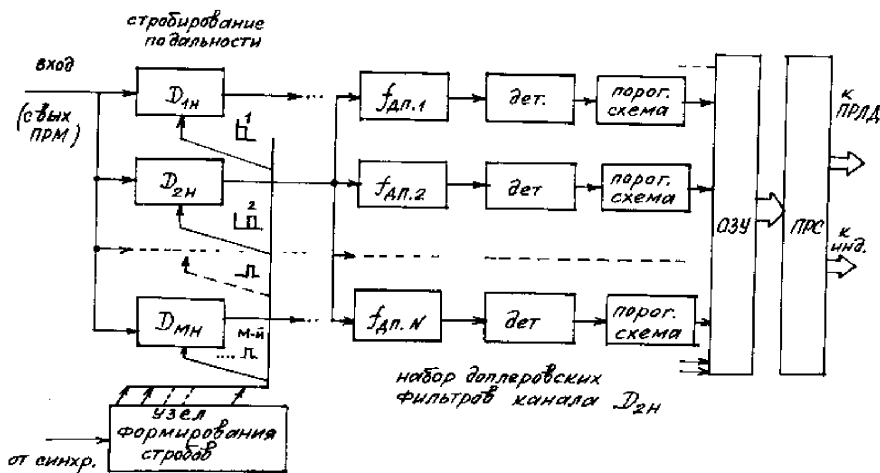 стробирование
по дальности
вход
(с вых.
ПРМ)
D1н
1
fдп.1
дет.
порог.
схема
к
ПРЛД
D2н
2
fдп.2
дет
порог.
схема
ОЗУ
ПРС
к
инд.
Dмн
м-й
fдп.N
дет
порог.
схема
набор доплеровских
фильтров канала D2н
узел
формирования
стробов
от синхр.